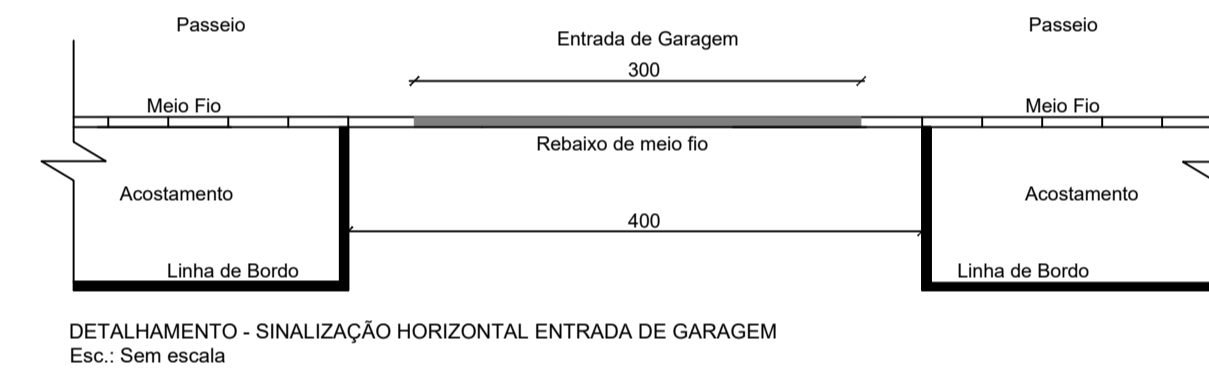 Passeio
Passeio
Entrada de Garagem
300
Meio Fio
Meio Fio
Rebaixo de meio fio
Acostamento
Acostamento
400
Linha de Bordo
Linha de Bordo
DETALHAMENTO - SINALIZAÇÃO HORIZONTAL ENTRADA DE GARAGEM
Esc.: Sem escala